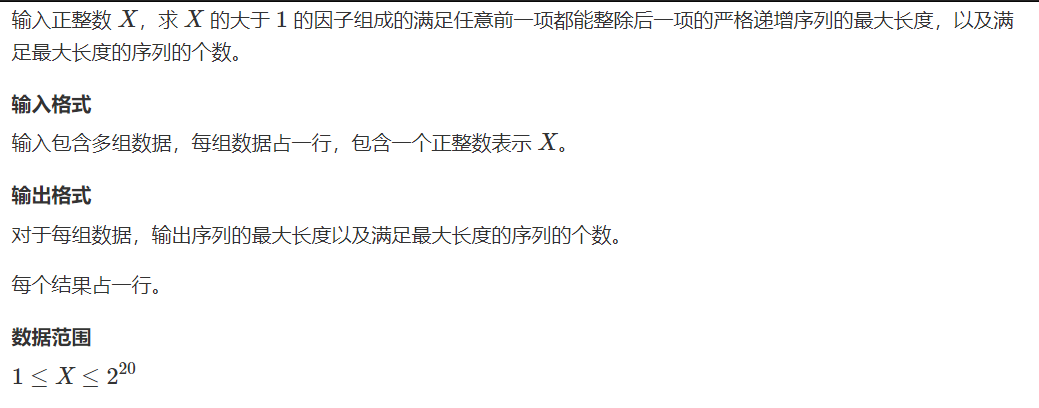 输入正整数 X，求 X 的大于 1 的因子组成的满足任意前一项都能整除后一项的严格递增序列的最大长度，以及满
足最大长度的序列的个数。
输入格式
输入包含多组数据，每组数据占一行，包含一个正整数表示 X。
输出格式
对于每组数据，输出序列的最大长度以及满足最大长度的序列的个数。
每个结果占一行。
数据范围
1 ≤ X ≤ 2²⁰